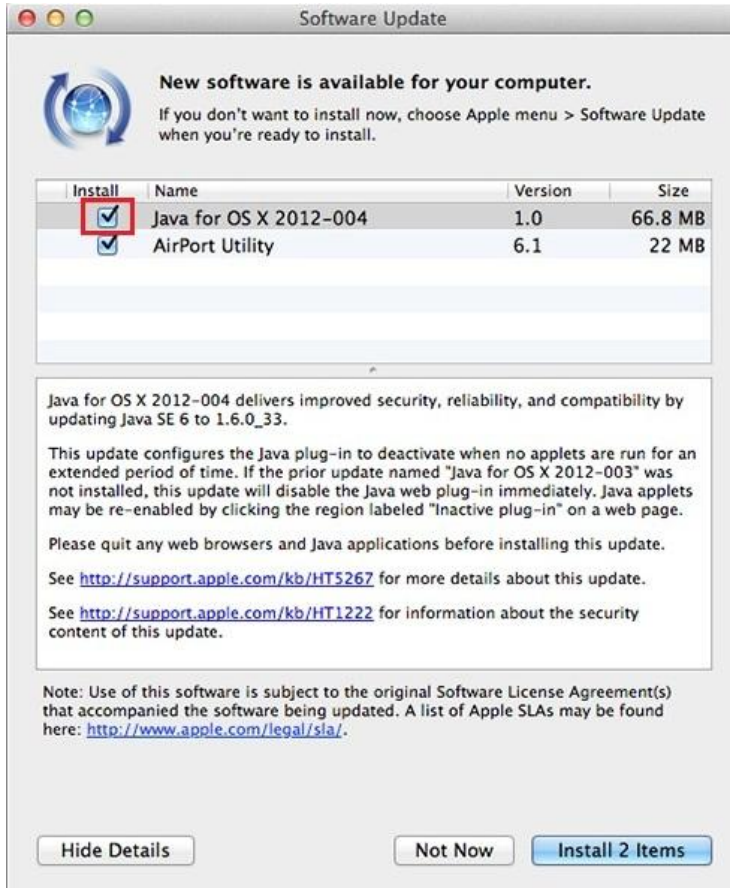 Software Update
New software is available for your computer.
If you don't want to install now, choose Apple menu > Software Update
when you're ready to install.
Install Name Version Size
Java for OS X 2012-004 1.0 66.8 MB
AirPort Utility 6.1 22 MB
Java for OS X 2012-004 delivers improved security, reliability, and compatibility by
updating Java SE 6 to 1.6.0_33.
This update configures the Java plug-in to deactivate when no applets are run for an
extended period of time. If the prior update named "Java for OS X 2012-003" was
not installed, this update will disable the Java web plug-in immediately. Java applets
may be re-enabled by clicking the region labeled "Inactive plug-in" on a web page.
Please quit any web browsers and Java applications before installing this update.
See http://support.apple.com/kb/HT5267 for more details about this update.
See http://support.apple.com/kb/HT1222 for information about the security
content of this update.
Note: Use of this software is subject to the original Software License Agreement(s)
that accompanied the software being updated. A list of Apple SLAs may be found
here: http://www.apple.com/legal/sla/.
Hide Details Not Now Install 2 Items